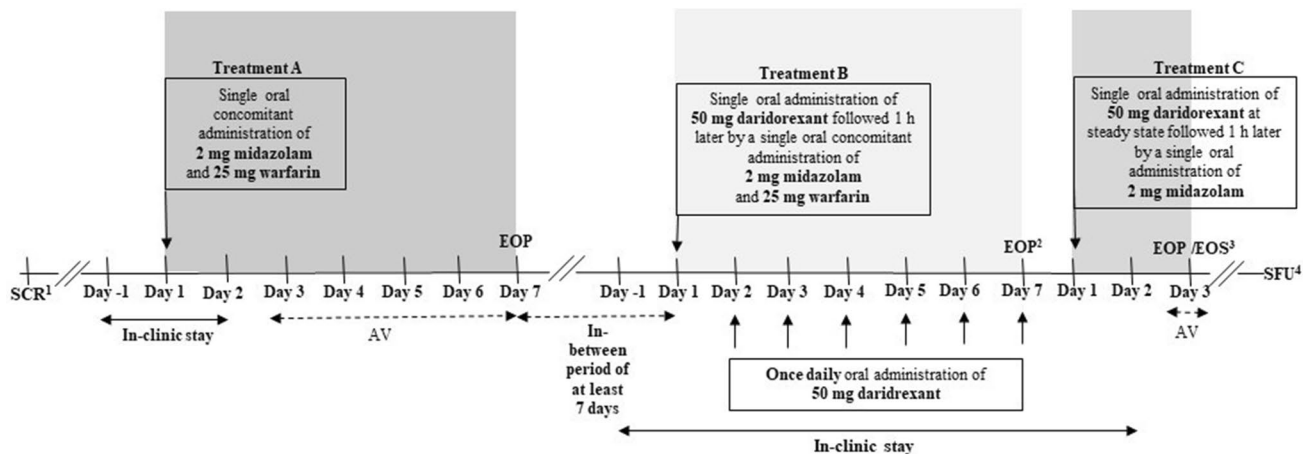 Treatment A
Single oral
concomitant
administration of
2 mg midazolam
and 25 mg warfarin
Treatment B
Single oral administration of
50 mg daridorexant followed 1 h
later by a single oral concomitant
administration of
2 mg midazolam
and 25 mg warfarin
Treatment C
Single oral administration of
50 mg daridorexant at
steady state followed 1 h later
by a single oral
administration of
2 mg midazolam
EOP
EOP²
EOP /EOS³
SCR¹
Day -1 Day 1 Day 2 Day 3 Day 4 Day 5 Day 6 Day 7
Day -1 Day 1 Day 2 Day 3 Day 4 Day 5 Day 6 Day 7
Day 1 Day 2 Day 3
SFU⁴
In-clinic stay
AV
In-
between
period of
at least
7 days
AV
Once daily oral administration of
50 mg daridrexant
In-clinic stay